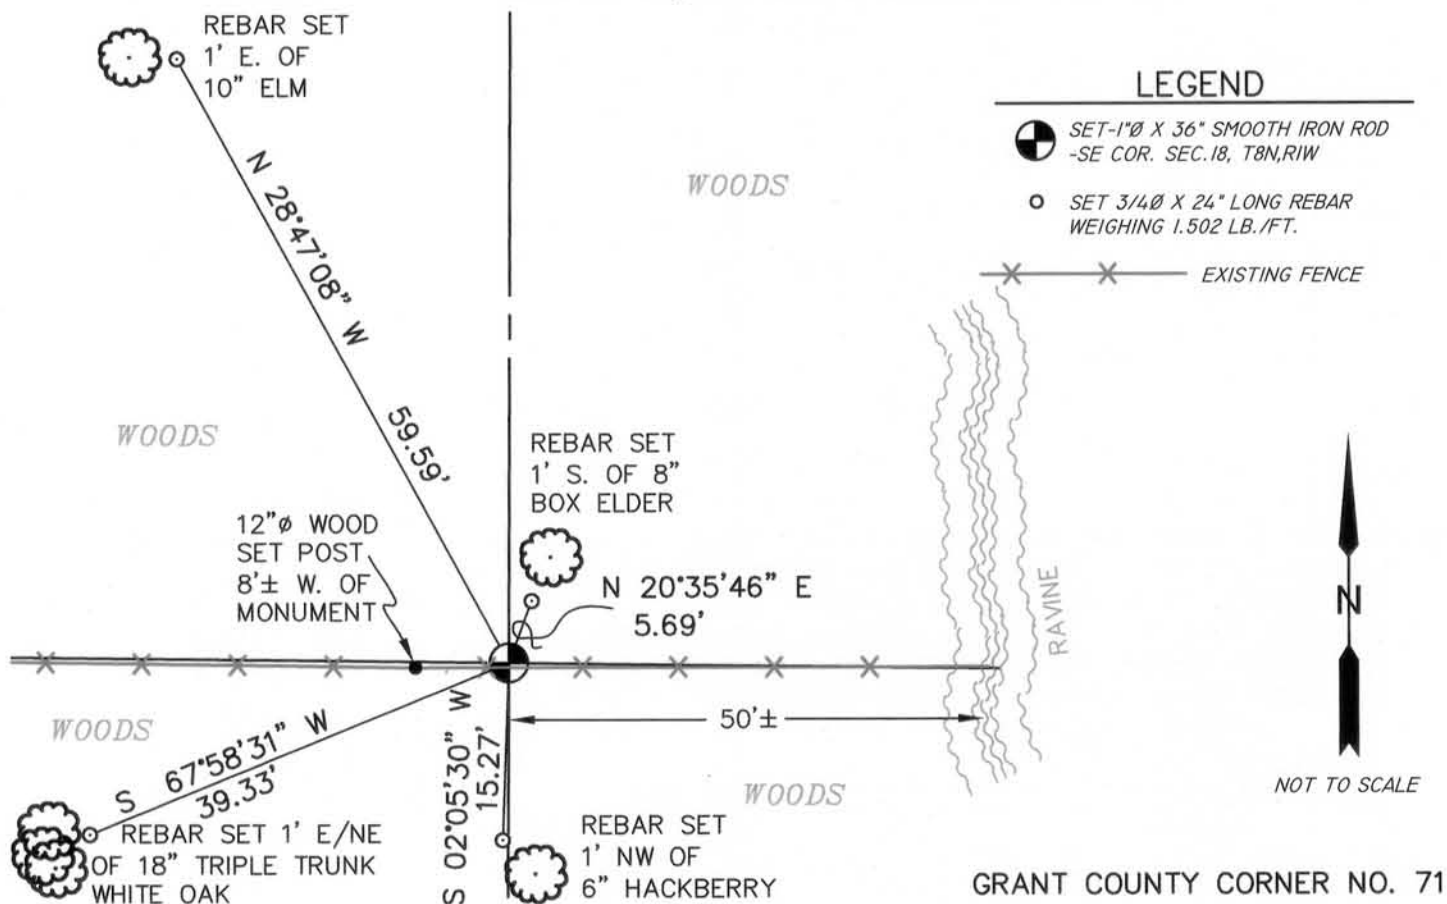 REBAR SET
1' E. OF
10" ELM
N 28°47'08" W
59.59'
WOODS
LEGEND
SET-1"Ø X 36" SMOOTH IRON ROD
-SE COR. SEC.18, T8N,R1W
SET 3/4Ø X 24" LONG REBAR
WEIGHING 1.502 LB./FT.
EXISTING FENCE
WOODS
REBAR SET
1' S. OF 8"
BOX ELDER
12"ø WOOD
SET POST
8'± W. OF
MONUMENT
N 20°35'46" E
5.69'
RAVINE
N
NOT TO SCALE
WOODS
S 67°58'31" W
39.33'
S 02°05'30" W
15.27'
50'±
WOODS
REBAR SET 1' E/NE
OF 18" TRIPLE TRUNK
WHITE OAK
REBAR SET
1' NW OF
6" HACKBERRY
GRANT COUNTY CORNER NO. 71